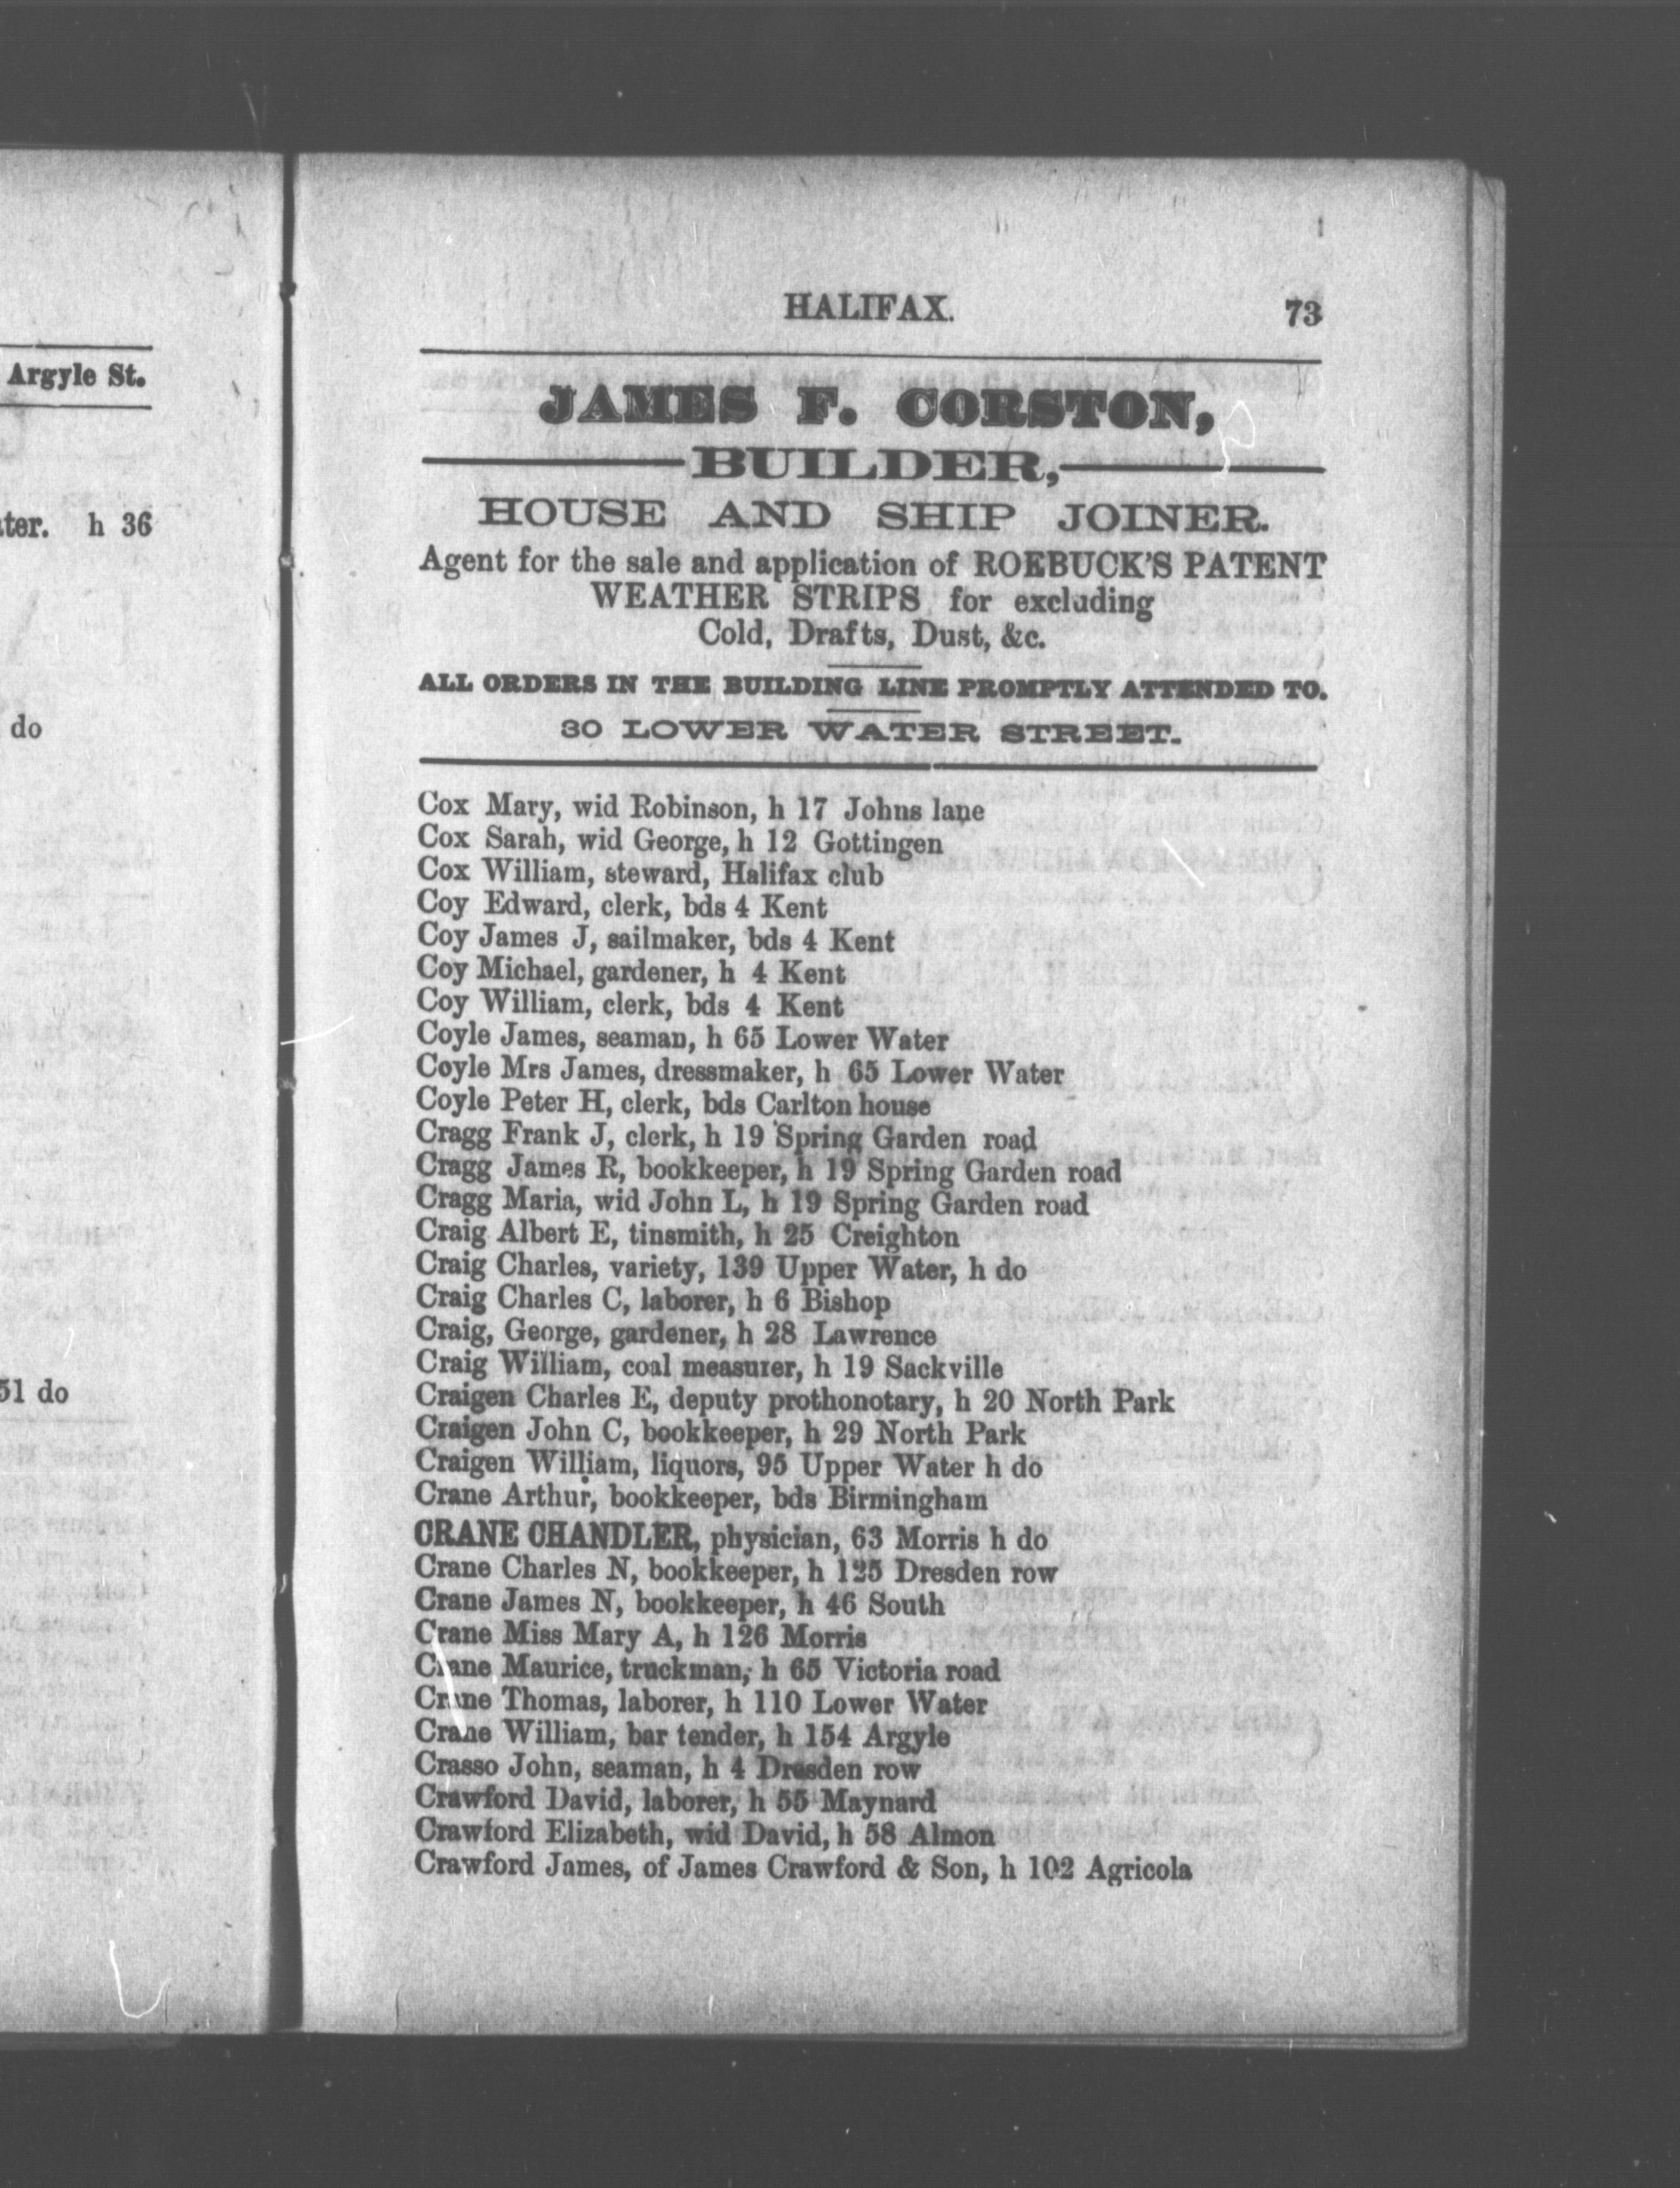 Argyle St.
h 36
do
51 do
HALIFAX. 73
JAMES F. CORSTON,
BUILDER,
HOUSE AND SHIP JOINER.
Agent for the sale and application of ROEBUCK'S PATENT
WEATHER STRIPS for excluding
Cold, Drafts, Dust, &c.
ALL ORDERS IN THE BUILDING LINE PROMPTLY ATTENDED TO.
30 LOWER WATER STREET.
Cox Mary, wid Robinson, h 17 Johns lane
Cox Sarah, wid George, h 12 Gottingen
Cox William, steward, Halifax club
Coy Edward, clerk, bds 4 Kent
Coy James J, sailmaker, bds 4 Kent
Coy Michael, gardener, h 4 Kent
Coy William, clerk, bds 4 Kent
Coyle James, seaman, h 65 Lower Water
Coyle Mrs James, dressmaker, h 65 Lower Water
Coyle Peter H, clerk, bds Carlton house
Cragg Frank J, clerk, h 19 Spring Garden road
Cragg James R, bookkeeper, h 19 Spring Garden road
Cragg Maria, wid John L, h 19 Spring Garden road
Craig Albert E, tinsmith, h 25 Creighton
Craig Charles, variety, 139 Upper Water, h do
Craig Charles C, laborer, h 6 Bishop
Craig, George, gardener, h 28 Lawrence
Craig William, coal measurer, h 19 Sackville
Craigen Charles E, deputy prothonotary, h 20 North Park
Craigen John C, bookkeeper, h 29 North Park
Craigen William, liquors, 95 Upper Water h do
Crane Arthur, bookkeeper, bds Birmingham
CRANE CHANDLER, physician, 63 Morris h do
Crane Charles N, bookkeeper, h 125 Dresden row
Crane James N, bookkeeper, h 46 South
Crane Miss Mary A, h 126 Morris
Crane Maurice, truckman, h 65 Victoria road
Crane Thomas, laborer, h 110 Lower Water
Crane William, bar tender, h 154 Argyle
Crasso John, seaman, h 4 Dresden row
Crawford David, laborer, h 55 Maynard
Crawford Elizabeth, wid David, h 58 Almon
Crawford James, of James Crawford & Son, h 102 Agricola